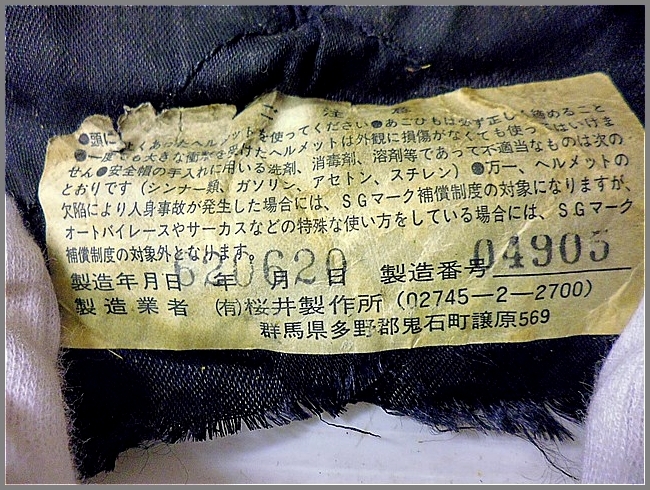 ご注意
●頭によくあったヘルメットを使ってください●あごひもは必ず正しく締めること
●一度でも大きな衝撃を受けたヘルメットは外観に損傷がなくても使ってはいけま
せん●安全帽の手入れに用いる洗剤、消毒剤、溶剤等であって不適当なものは次の
とおりです（シンナー類、ガソリン、アセトン、スチレン）●万一、ヘルメットの
欠陥により人身事故が発生した場合には、ＳＧマーク補償制度の対象になりますが、
オートバイレースやサーカスなどの特殊な使い方をしている場合には、ＳＧマーク
補償制度の対象外となります。
製造年月日 620620 年 月 日 製造番号 04905
製造業者 ㈲桜井製作所（02745－2－2700）
群馬県多野郡鬼石町譲原569